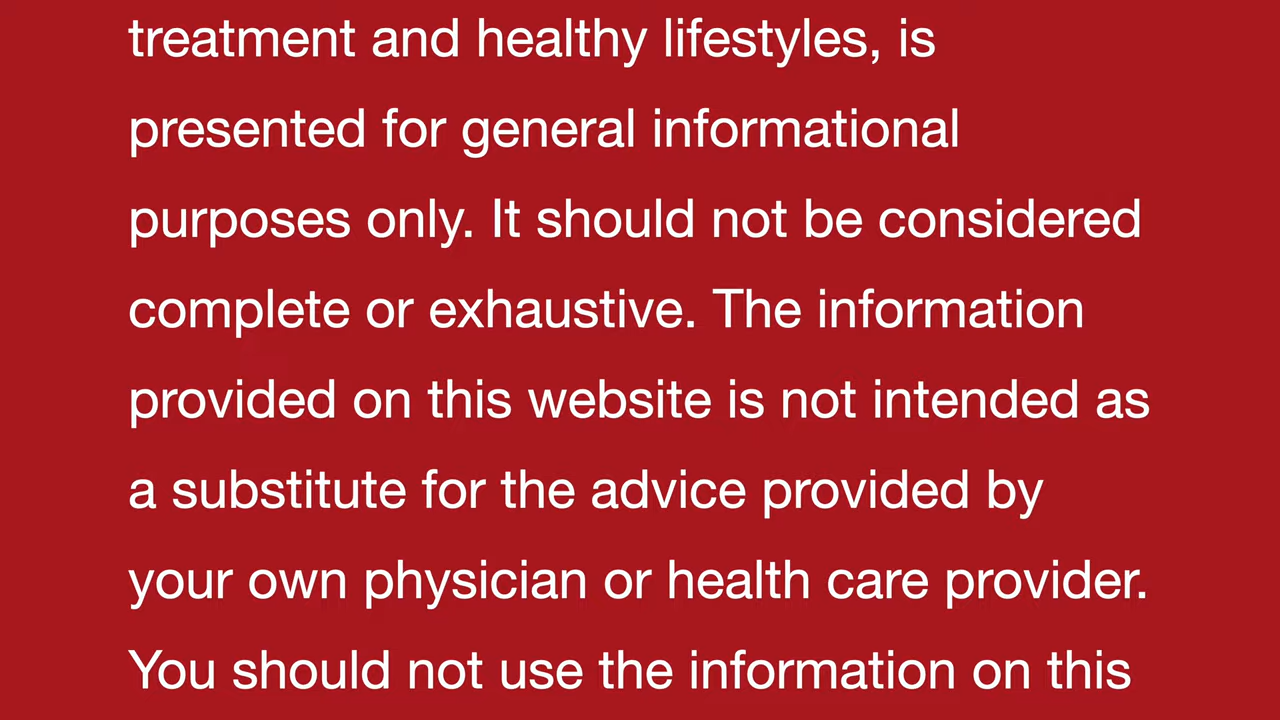 treatment and healthy lifestyles, is
presented for general informational
purposes only. It should not be considered
complete or exhaustive. The information
provided on this website is not intended as
a substitute for the advice provided by
your own physician or health care provider.
You should not use the information on this